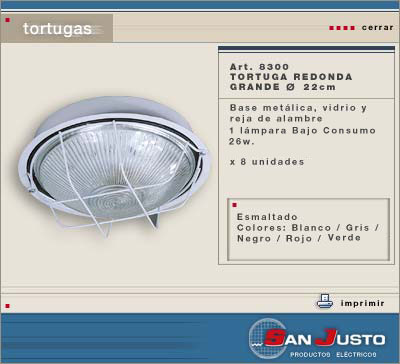 tortugas
cerrar
Art. 8300
TORTUGA REDONDA
GRANDE Ø 22cm
Base metálica, vidrio y
reja de alambre
1 lámpara Bajo Consumo
26w.
x 8 unidades
Esmaltado
Colores: Blanco / Gris /
Negro / Rojo / Verde
imprimir
SAN JUSTO
PRODUCTOS ELÉCTRICOS